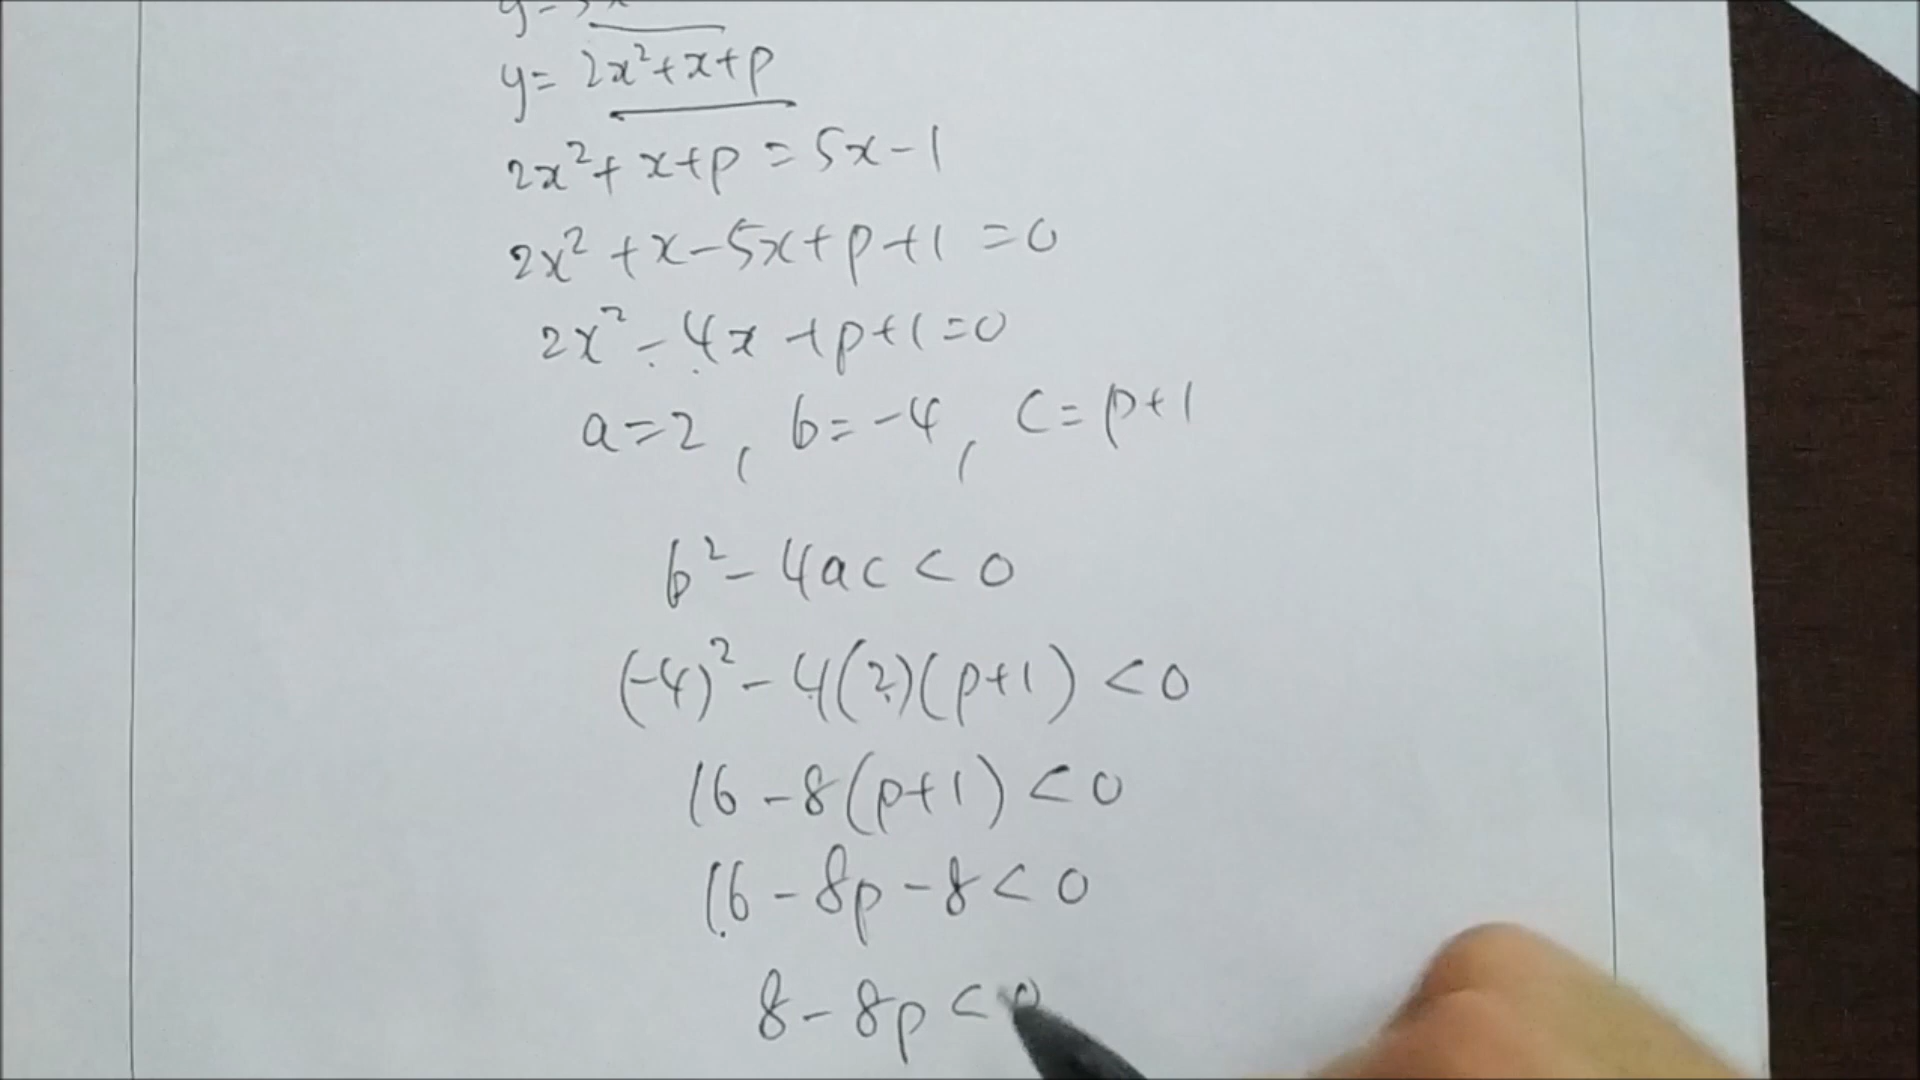 y = 5x
y = 2x² + x + p
2x² + x + p = 5x - 1
2x² + x - 5x + p + 1 = 0
2x² - 4x + p + 1 = 0
a = 2, b = -4, c = p + 1
b² - 4ac < 0
(-4)² - 4(2)(p+1) < 0
16 - 8(p+1) < 0
16 - 8p - 8 < 0
8 - 8p < 0